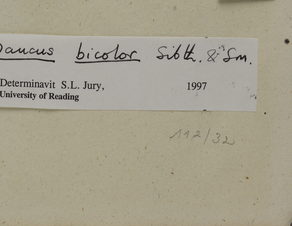 Daucus bicolor Sibth. & Sm.
Determinavit S.L. Jury, 1997
University of Reading
112/32